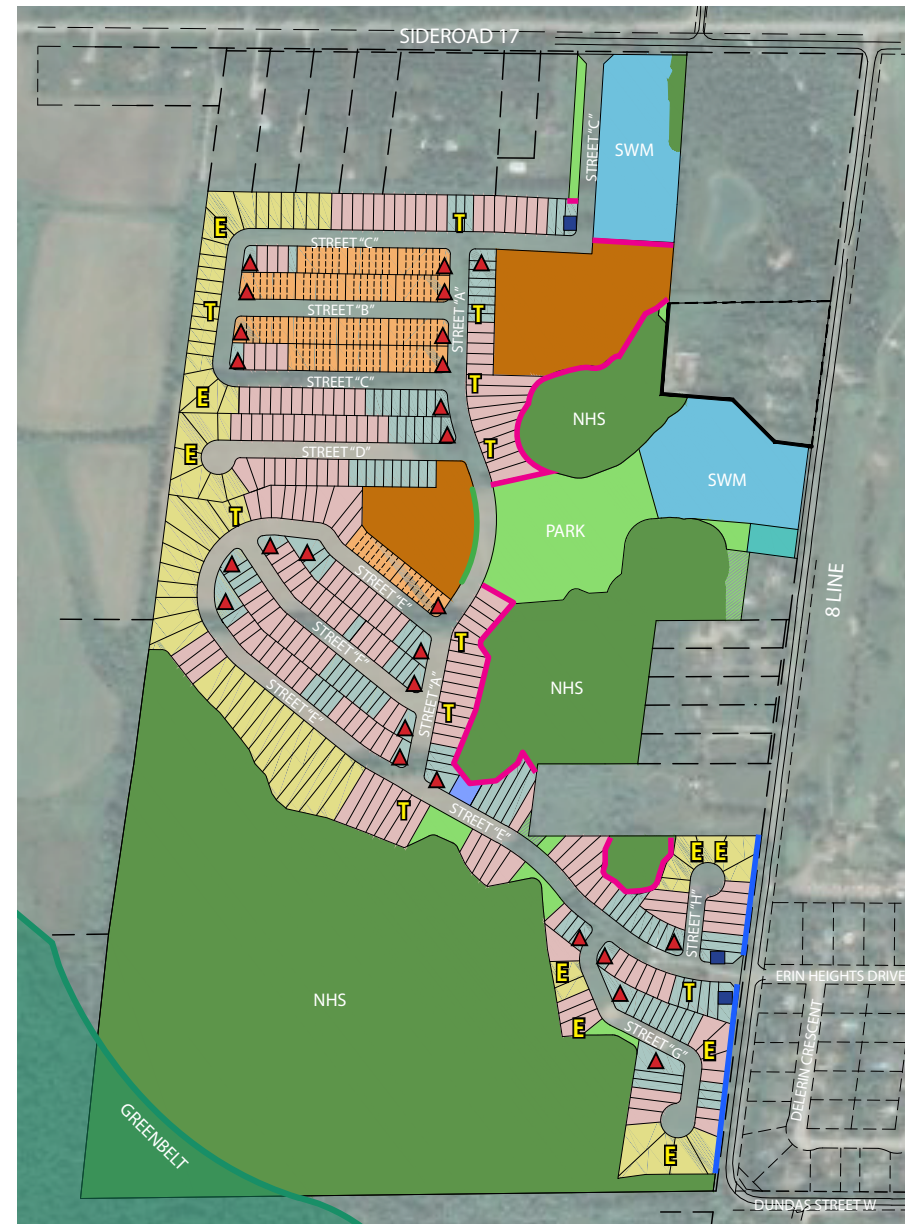 SIDEROAD 17
STREET "C"
SWM
E
T
STREET "C"
STREET "A"
T
T
STREET "B"
STREET "C"
T
E
NHS
T
E
STREET "D"
SWM
T
PARK
STREET "E"
8 LINE
STREET "F"
T
NHS
STREET "A"
STREET "E"
T
T
STREET "E"
E
E
STREET "H"
E
T
ERIN HEIGHTS DRIVE
NHS
E
STREET "G"
E
DELERIN CRESCENT
GREENBELT
E
DUNDAS STREET W